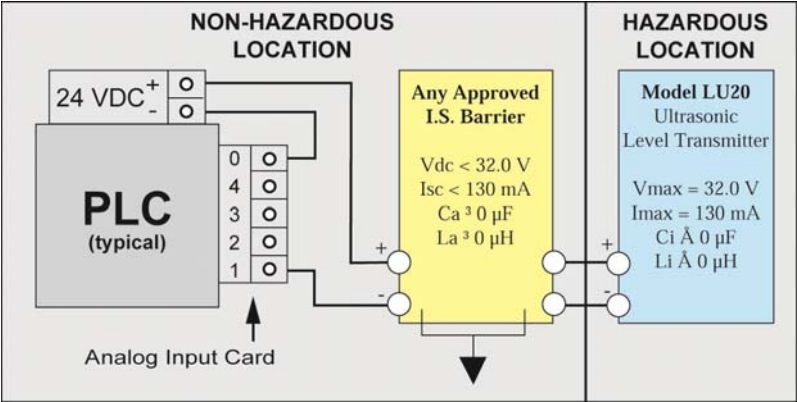 NON-HAZARDOUS
LOCATION
HAZARDOUS
LOCATION
24 VDC
+
-
PLC
(typical)
0
4
3
2
1
Analog Input Card
Any Approved
I.S. Barrier
Vdc < 32.0 V
Isc < 130 mA
Ca ³ 0 µF
La ³ 0 µH
+
-
Model LU20
Ultrasonic
Level Transmitter
Vmax = 32.0 V
Imax = 130 mA
Ci Å 0 µF
Li Å 0 µH
+
-